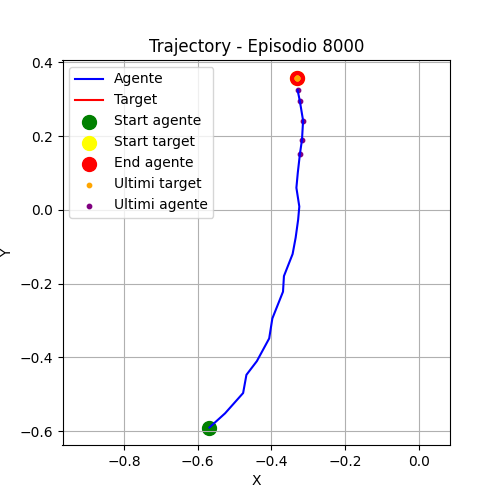 Trajectory - Episodio 8000
0.4
0.2
0.0
−0.2
−0.4
−0.6
Y
Agente
Target
Start agente
Start target
End agente
Ultimi target
Ultimi agente
−0.8
−0.6
−0.4
−0.2
0.0
X